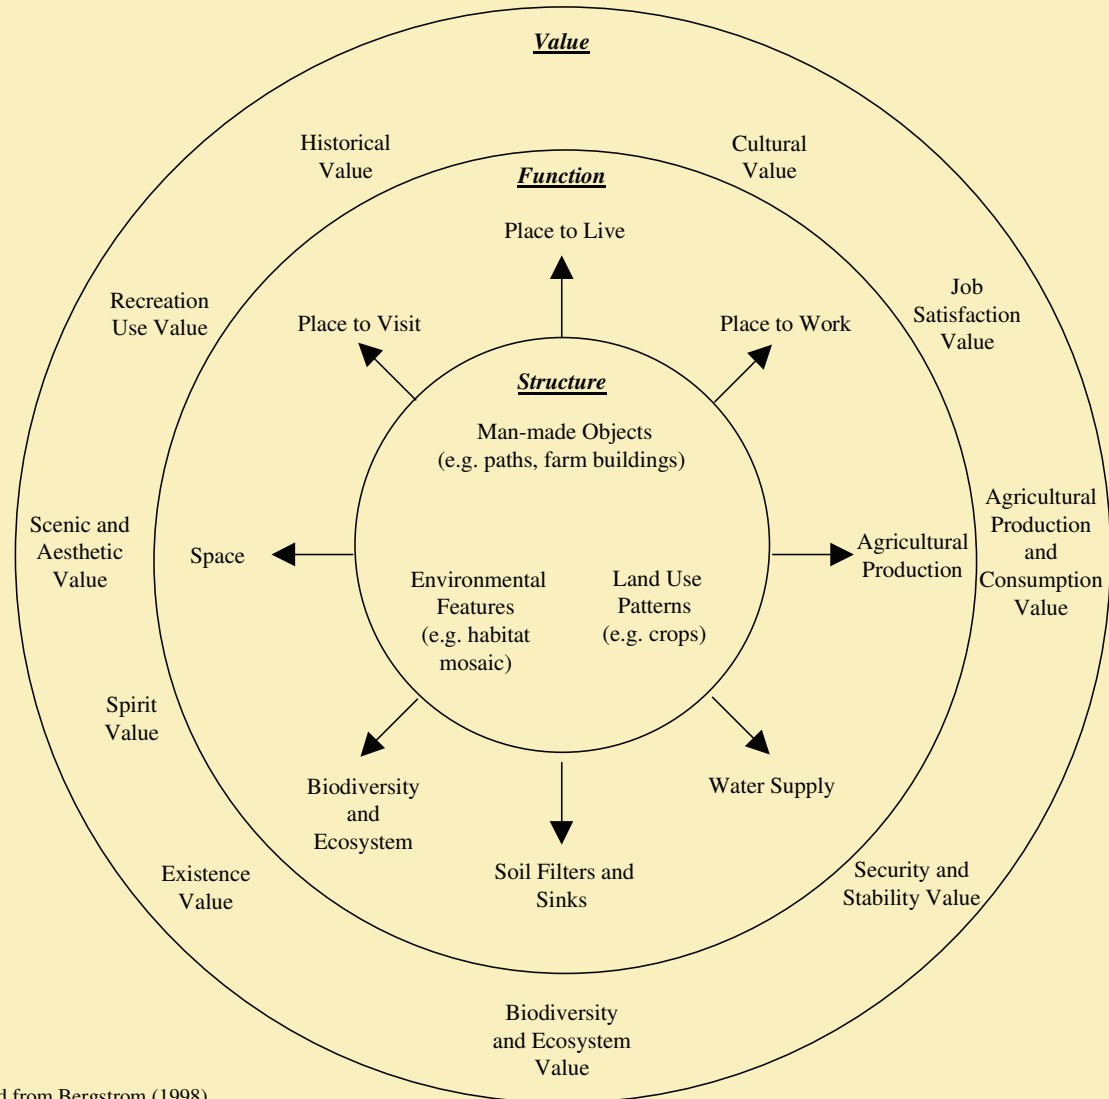 Value
Historical
Value
Cultural
Value
Function
Place to Live
Recreation
Use Value
Place to Visit
Place to Work
Job
Satisfaction
Value
Structure
Man-made Objects
(e.g. paths, farm buildings)
Scenic and
Aesthetic
Value
Space
Environmental
Features
(e.g. habitat
mosaic)
Land Use
Patterns
(e.g. crops)
Agricultural
Production
Agricultural
Production
and
Consumption
Value
Spirit
Value
Biodiversity
and
Ecosystem
Soil Filters and
Sinks
Water Supply
Existence
Value
Security and
Stability Value
Biodiversity
and Ecosystem
Value
from Bergstrom (1998)